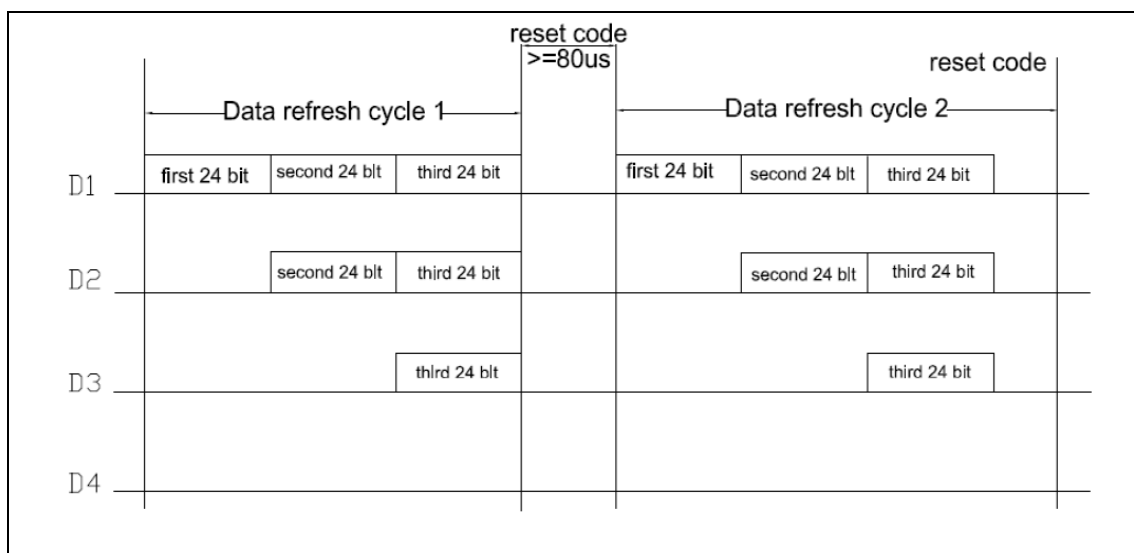 reset code
>=80us
reset code
Data refresh cycle 1
Data refresh cycle 2
D1
first 24 bit
second 24 blt
third 24 bit
first 24 bit
second 24 blt
third 24 bit
D2
second 24 blt
third 24 bit
second 24 blt
third 24 bit
D3
thlrd 24 blt
third 24 bit
D4